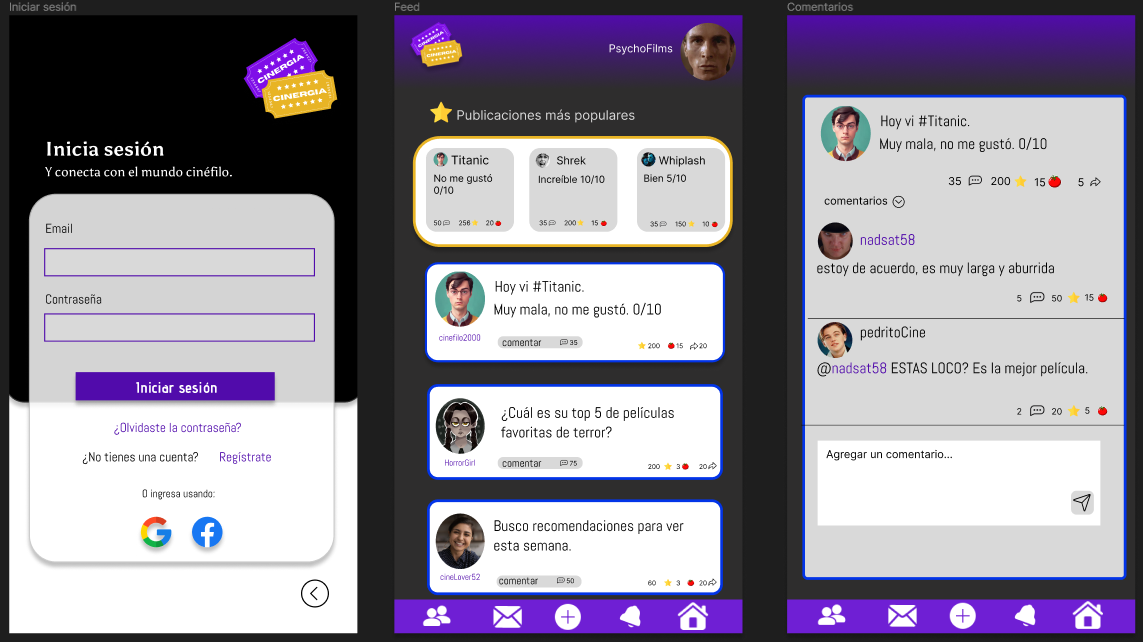 Iniciar sesión
CINERGIA
CINERGIA
Inicia sesión
Y conecta con el mundo cinéfilo.
Email
Contraseña
Iniciar sesión
¿Olvidaste la contraseña?
¿No tienes una cuenta? Regístrate
O ingresa usando:
Feed
CINERGIA
CINERGIA
PsychoFilms
Publicaciones más populares
Titanic
No me gustó
0/10
50 256 20
Shrek
Increíble 10/10
35 200 15
Whiplash
Bien 5/10
35 150 10
Hoy vi #Titanic.
Muy mala, no me gustó. 0/10
cinefilo2000
comentar 35
200 15 20
¿Cuál es su top 5 de películas
favoritas de terror?
HorrorGirl
comentar 75
200 3 20
Busco recomendaciones para ver
esta semana.
cineLover52
comentar 50
60 3 20
Comentarios
Hoy vi #Titanic.
Muy mala, no me gustó. 0/10
35 200 15 5
comentarios
nadsat58
estoy de acuerdo, es muy larga y aburrida
5 50 15
pedritoCine
@nadsat58 ESTAS LOCO? Es la mejor película.
2 20 5
Agregar un comentario...